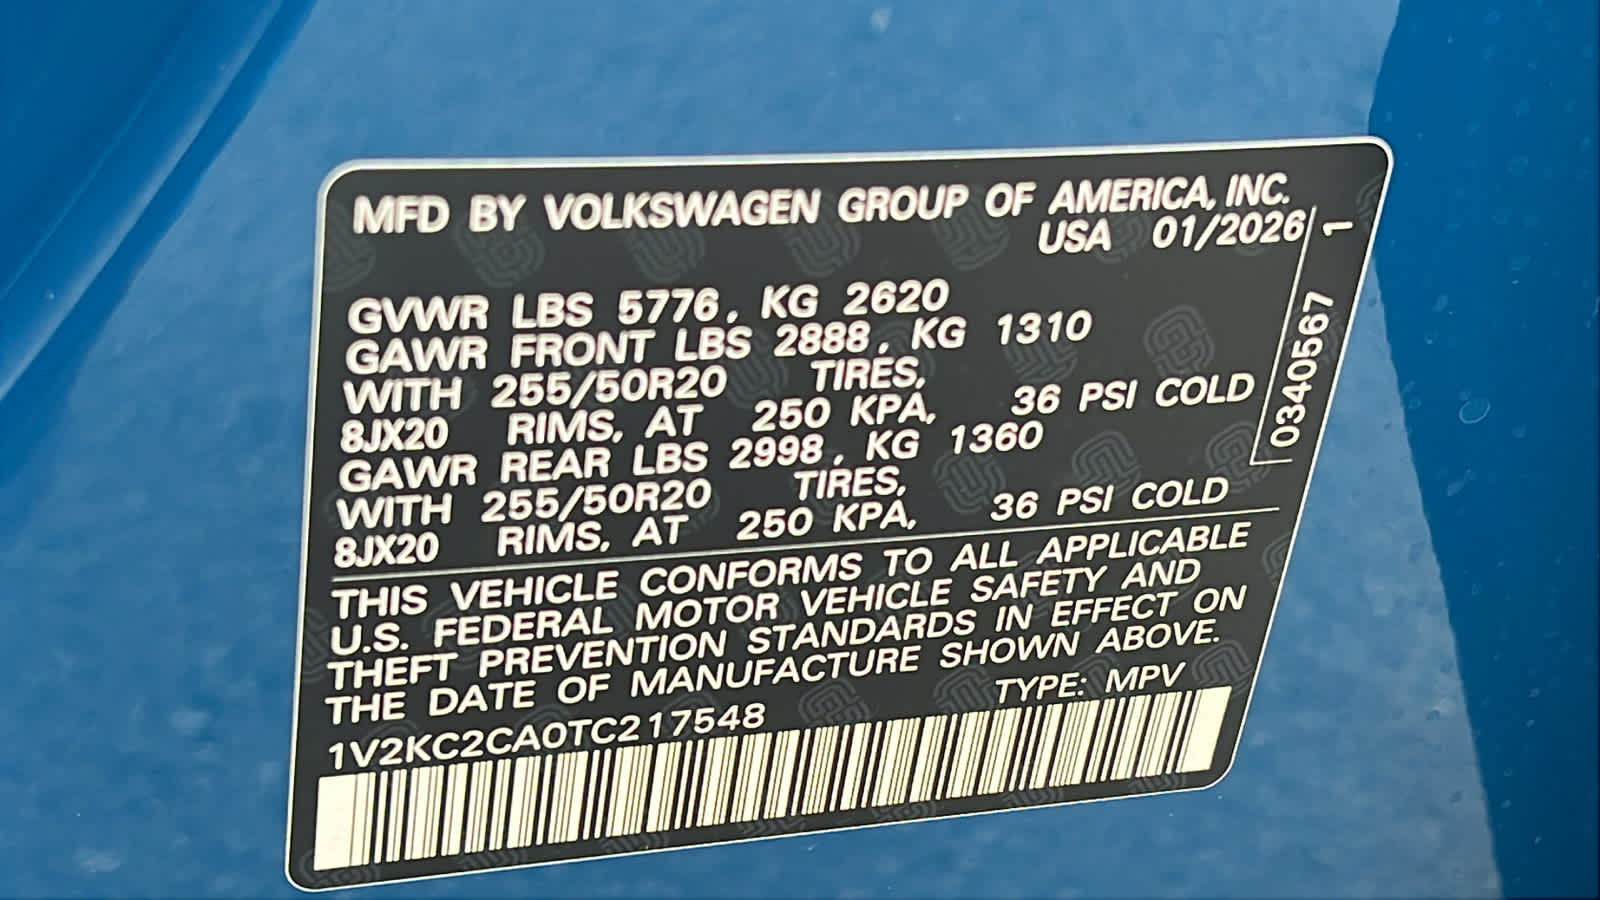 MFD BY VOLKSWAGEN GROUP OF AMERICA, INC.
USA 01/2026
GVWR LBS 5776, KG 2620
GAWR FRONT LBS 2888, KG 1310
WITH 255/50R20 TIRES,
8JX20 RIMS, AT 250 KPA, 36 PSI COLD
GAWR REAR LBS 2998, KG 1360
WITH 255/50R20 TIRES,
8JX20 RIMS, AT 250 KPA, 36 PSI COLD
THIS VEHICLE CONFORMS TO ALL APPLICABLE
U.S. FEDERAL MOTOR VEHICLE SAFETY AND
THEFT PREVENTION STANDARDS IN EFFECT ON
THE DATE OF MANUFACTURE SHOWN ABOVE.
1V2KC2CA0TC217548 TYPE: MPV
0340567 1